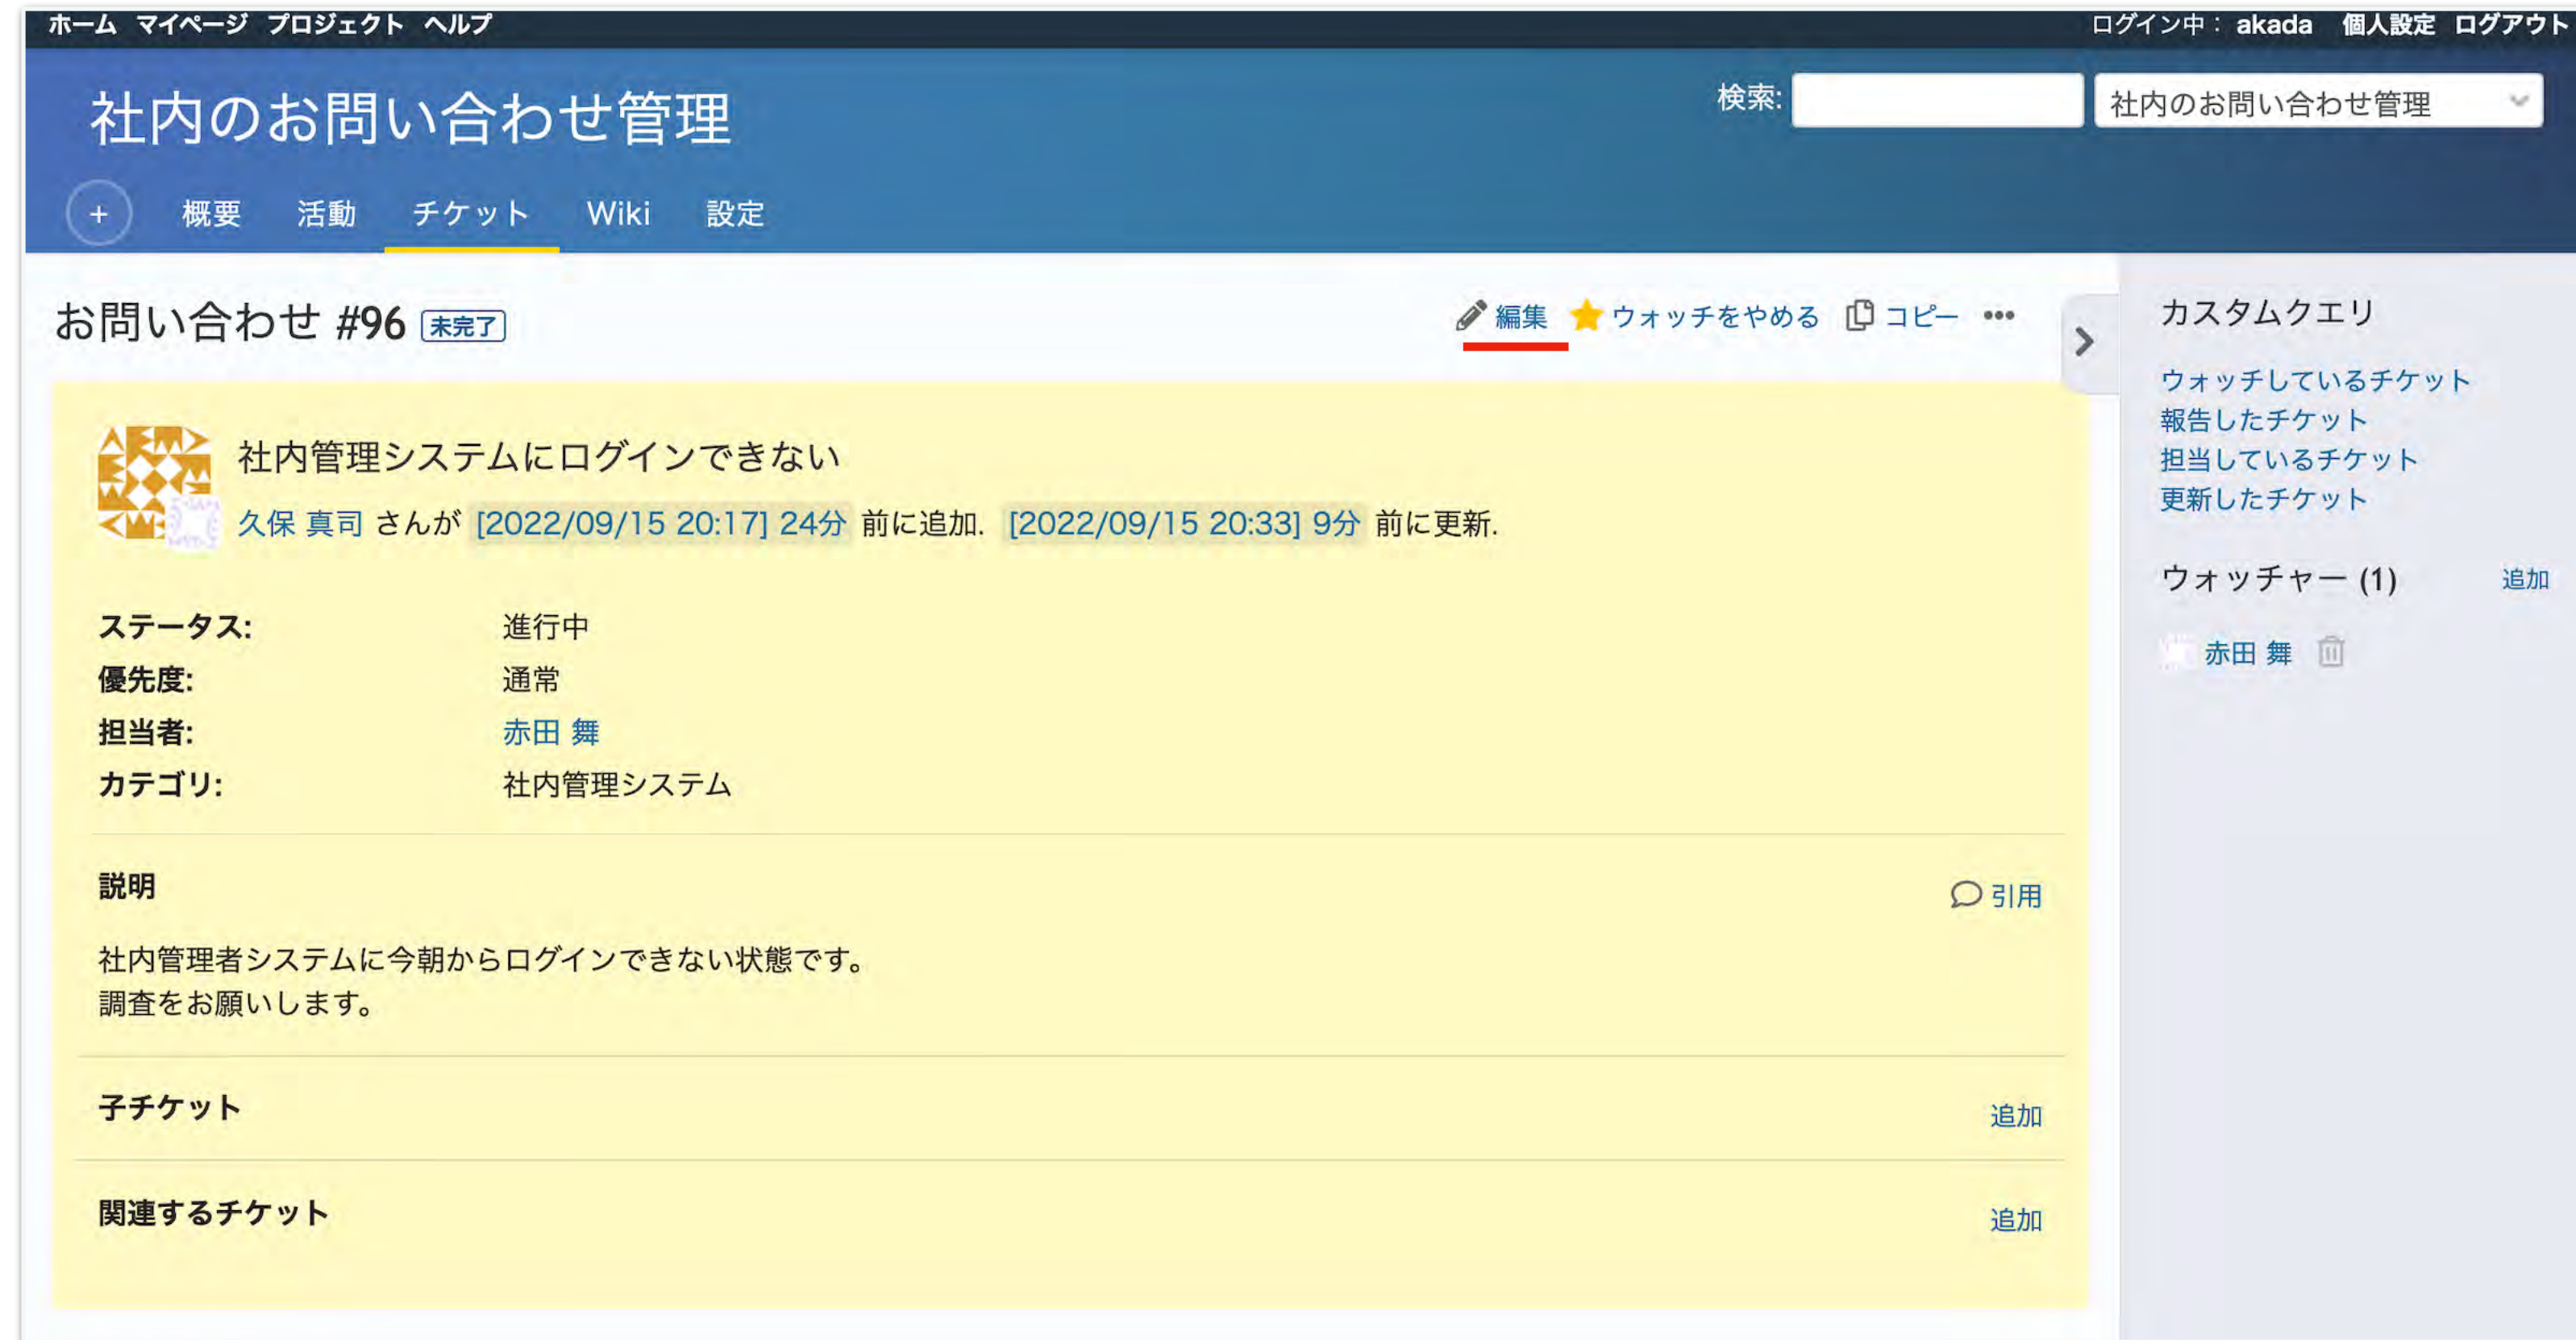 ホーム マイページ プロジェクト ヘルプ
ログイン中 : akada 個人設定 ログアウト
社内のお問い合わせ管理
検索:
社内のお問い合わせ管理
+ 概要 活動 チケット Wiki 設定
お問い合わせ #96 未完了
編集 ウォッチをやめる コピー •••
社内管理システムにログインできない
久保 真司 さんが [2022/09/15 20:17] 24分 前に追加. [2022/09/15 20:33] 9分 前に更新.
ステータス: 進行中
優先度: 通常
担当者: 赤田 舞
カテゴリ: 社内管理システム
説明
引用
社内管理者システムに今朝からログインできない状態です。
調査をお願いします。
子チケット 追加
関連するチケット 追加
カスタムクエリ
ウォッチしているチケット
報告したチケット
担当しているチケット
更新したチケット
ウォッチャー (1) 追加
赤田 舞